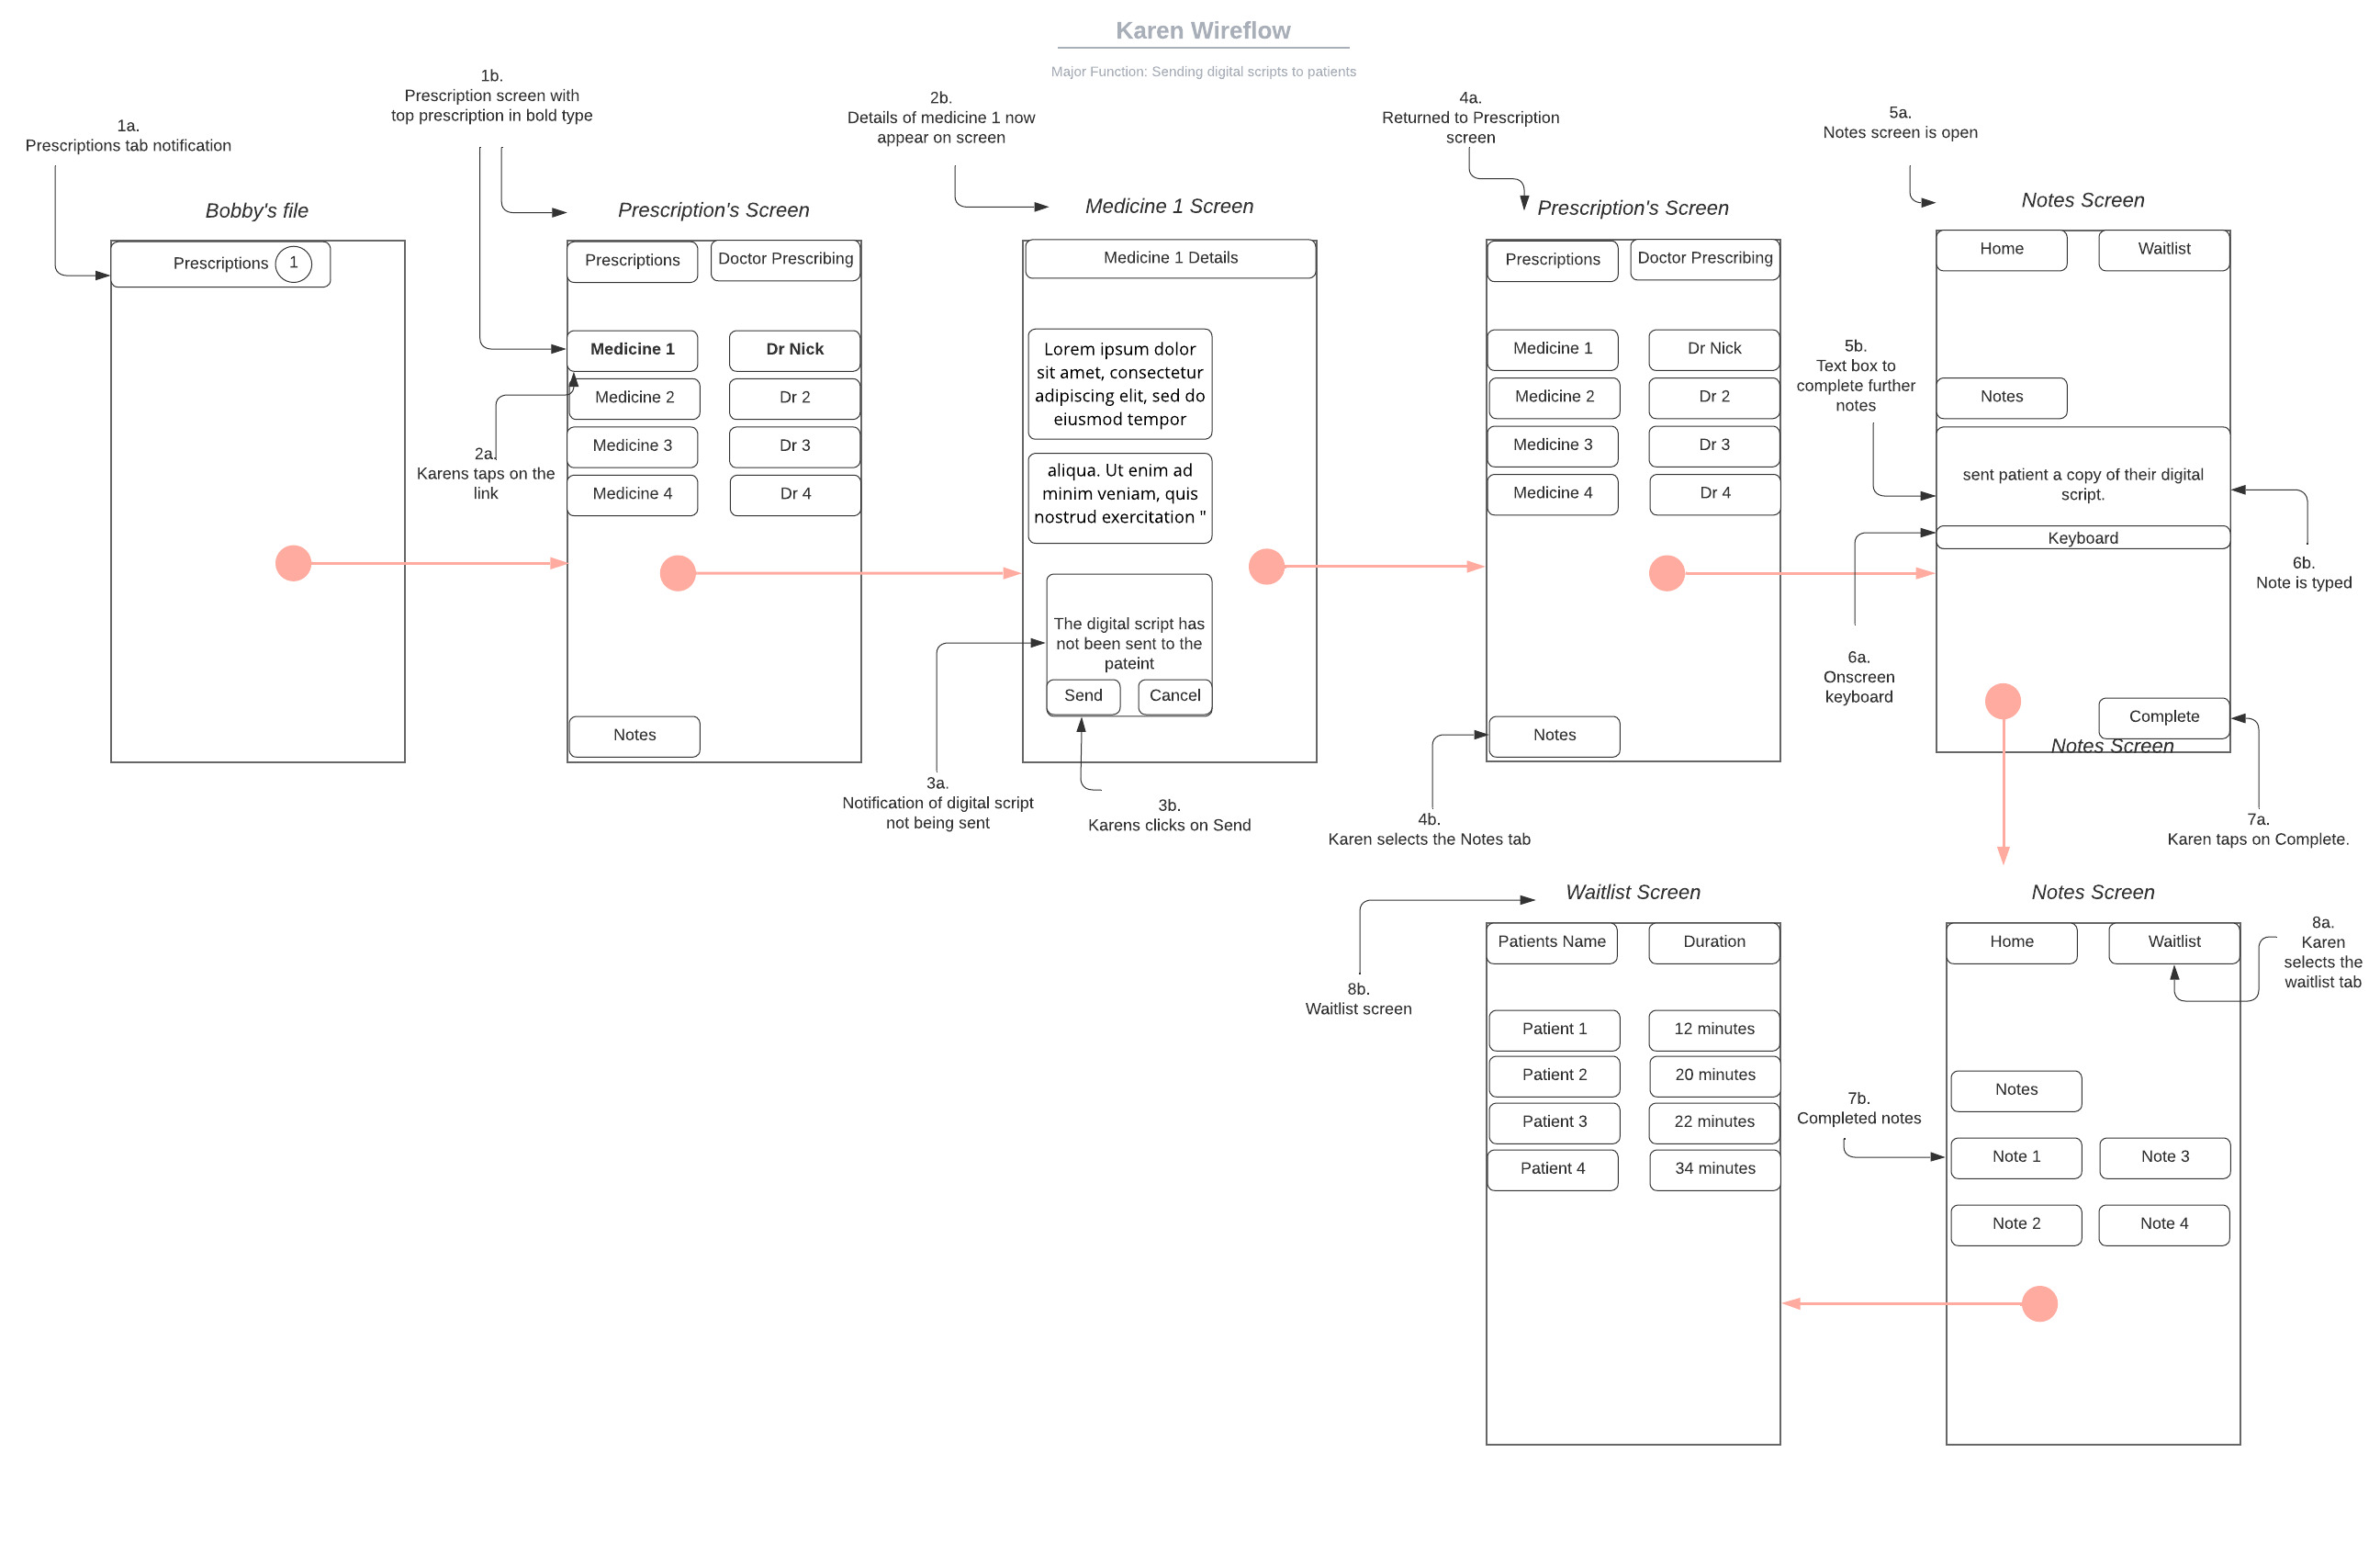 Karen Wireflow
Major Function: Sending digital scripts to patients
1a.
Prescriptions tab notification
1b.
Prescription screen with
top prescription in bold type
2b.
Details of medicine 1 now
appear on screen
4a.
Returned to Prescription
screen
5a.
Notes screen is open
Bobby's file
Prescriptions 1
Prescription's Screen
Prescriptions
Doctor Prescribing
Medicine 1
Dr Nick
Medicine 2
Dr 2
Medicine 3
Dr 3
Medicine 4
Dr 4
Notes
2a.
Karens taps on the
link
Medicine 1 Screen
Medicine 1 Details
Lorem ipsum dolor
sit amet, consectetur
adipiscing elit, sed do
eiusmod tempor
aliqua. Ut enim ad
minim veniam, quis
nostrud exercitation "
The digital script has
not been sent to the
pateint
Send
Cancel
3a.
Notification of digital script
not being sent
3b.
Karens clicks on Send
Prescription's Screen
Prescriptions
Doctor Prescribing
Medicine 1
Dr Nick
Medicine 2
Dr 2
Medicine 3
Dr 3
Medicine 4
Dr 4
Notes
4b.
Karen selects the Notes tab
Notes Screen
Home
Waitlist
5b.
Text box to
complete further
notes
Notes
sent patient a copy of their digital
script.
Keyboard
6b.
Note is typed
6a.
Onscreen
keyboard
Complete
Notes Screen
7a.
Karen taps on Complete.
Waitlist Screen
Patients Name
Duration
Patient 1
12 minutes
Patient 2
20 minutes
Patient 3
22 minutes
Patient 4
34 minutes
8b.
Waitlist screen
Notes Screen
Home
Waitlist
8a.
Karen
selects the
waitlist tab
Notes
7b.
Completed notes
Note 1
Note 3
Note 2
Note 4